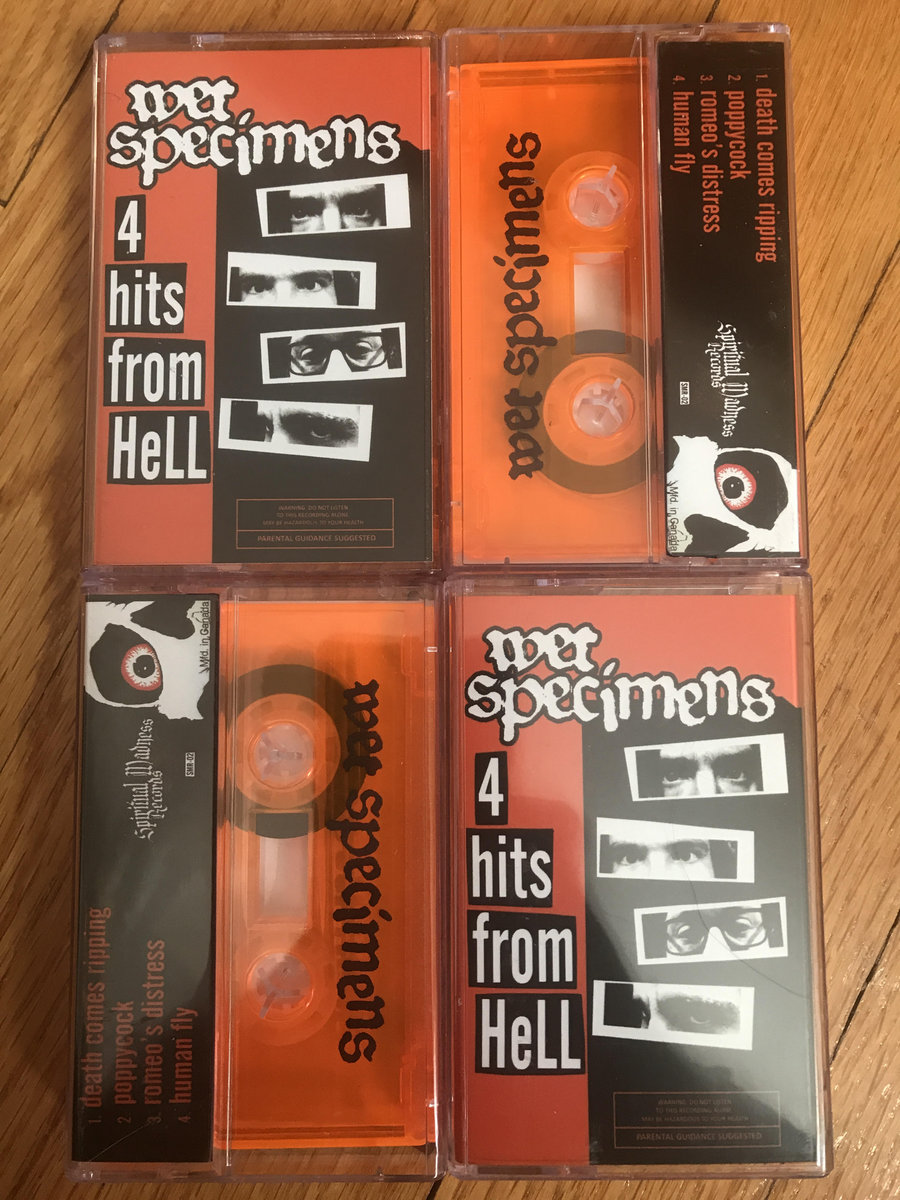 wet
specimens
4
hits
from
HeLL
WARNING: DO NOT LISTEN
TO THIS RECORDING ALONE.
MAY BE HAZARDOUS TO YOUR HEALTH
PARENTAL GUIDANCE SUGGESTED
wet specimens
1. death comes ripping
2. poppycock
3. romeo's distress
4. human fly
Spiritual Madness
Records
SMR-02
Mfd. in Canada
Mfd. in Canada
Spiritual Madness
Records
SMR-02
1. death comes ripping
2 poppycock
3. romeo's distress
4. human fly
wet specimens
wet
specimens
4
hits
from
HeLL
WARNING: DO NOT LISTEN
TO THIS RECORDING ALONE.
MAY BE HAZARDOUS TO YOUR HEALTH
PARENTAL GUIDANCE SUGGESTED